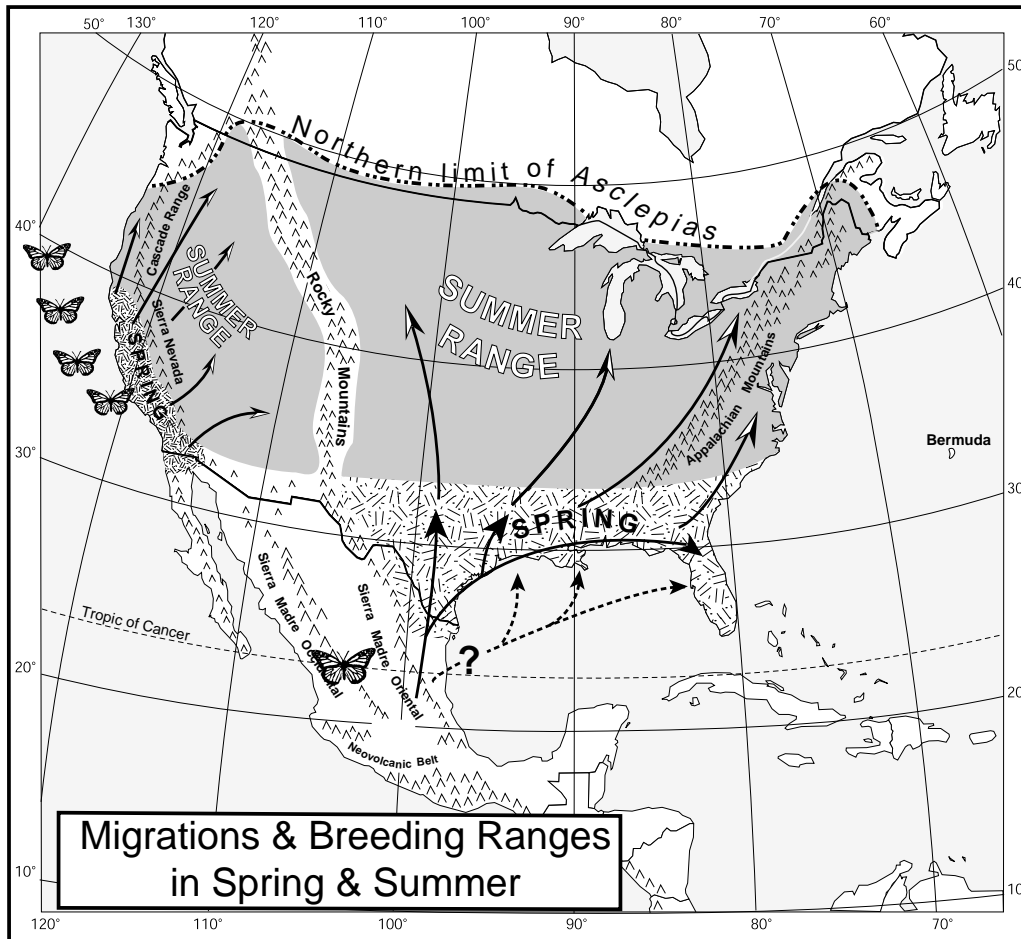 50° 130° 120° 110° 100° 90° 80° 70° 60°
50°
Northern limit of Asclepias
40°
Cascade Range
SUMMER
RANGE
Rocky
Mountains
SUMMER
RANGE
40°
Sierra Nevada
SPRING
Appalachian Mountains
Bermuda
30°
30°
SPRING
Sierra Madre Occidental
Sierra Madre Oriental
Tropic of Cancer
?
20°
20°
Neovolcanic Belt
Migrations & Breeding Ranges
in Spring & Summer
10°
10
120° 110° 100° 90° 80° 70°